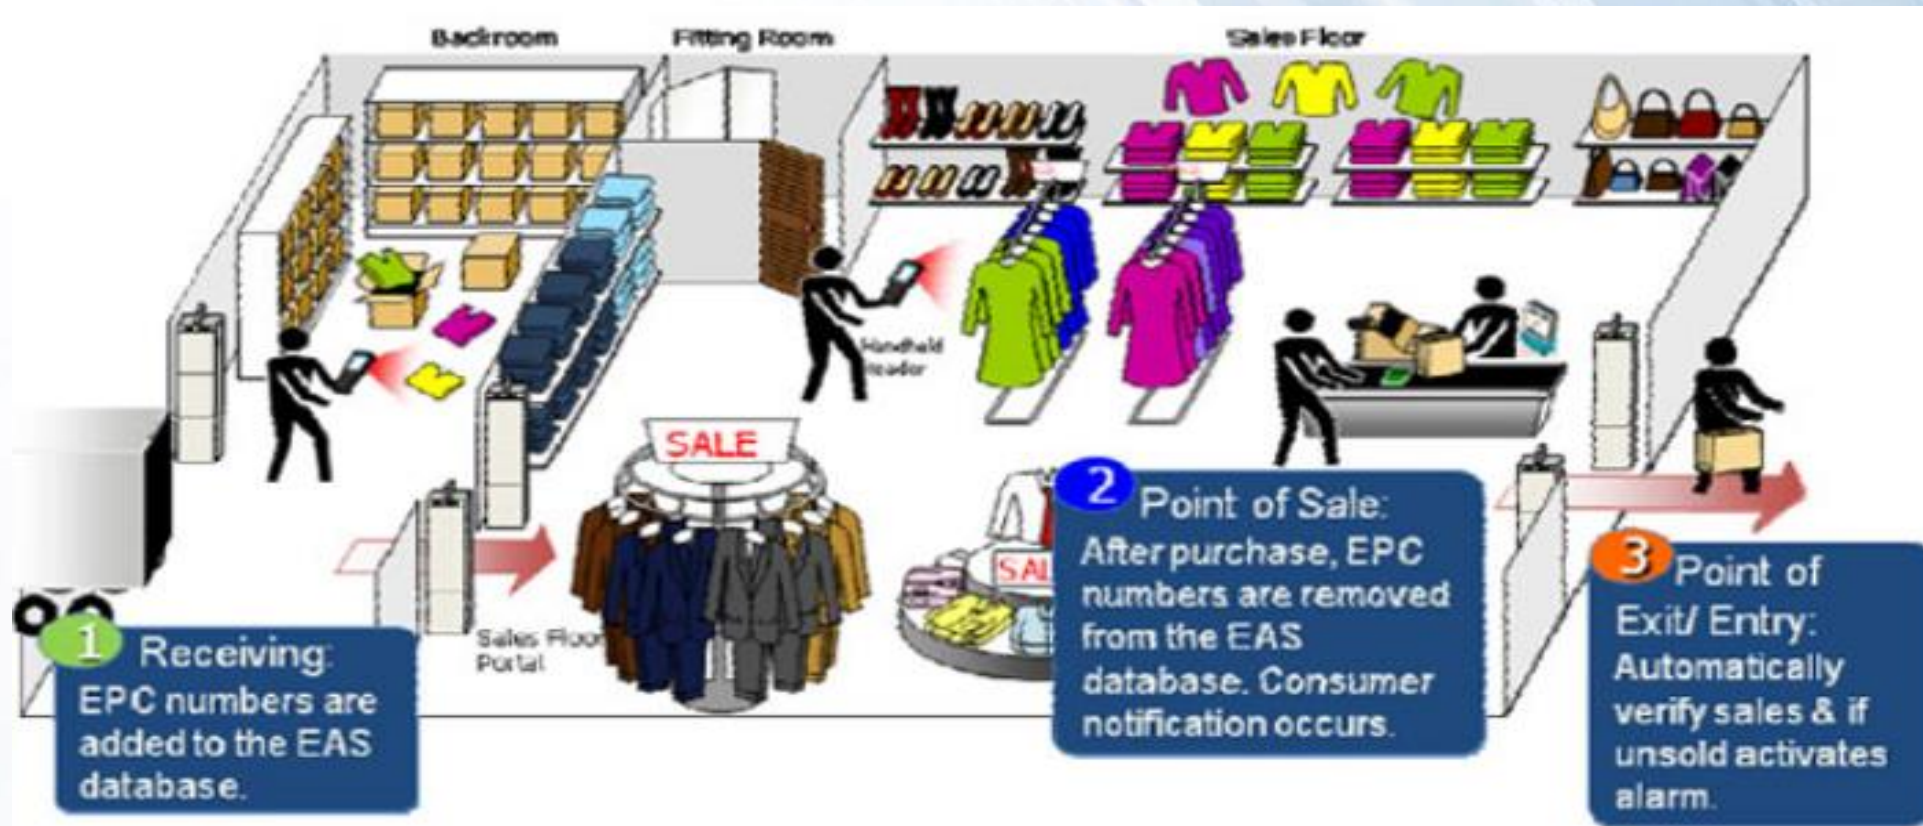 Backroom
Fitting Room
Sales Floor
Handheld
Reader
SALE
SAL
Sales Floor
Portal
1 Receiving:
EPC numbers are
added to the EAS
database.
2 Point of Sale:
After purchase, EPC
numbers are removed
from the EAS
database. Consumer
notification occurs.
3 Point of
Exit/ Entry:
Automatically
verify sales & if
unsold activates
alarm.